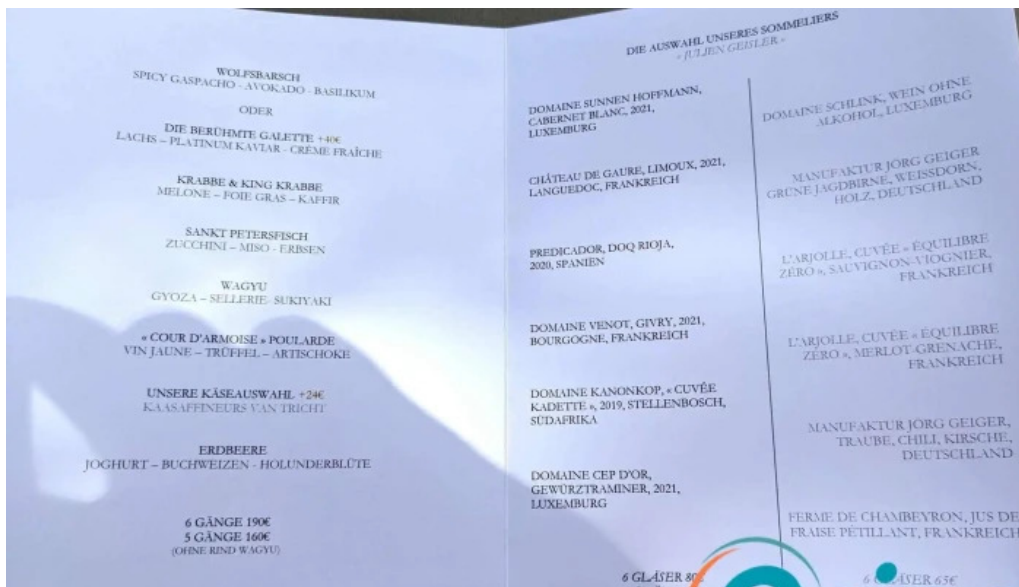 WOLFSBARSCH
SPICY GASPACHO - AVOKADO - BASILIKUM
ODER
DIE BERÜHMTE GALETTE +40€
LACHS – PLATINUM KAVIAR - CRÈME FRAÎCHE
KRABBE & KING KRABBE
MELONE – FOIE GRAS – KAFFIR
SANKT PETERSFISCH
ZUCCHINI – MISO - ERBSEN
WAGYU
GYOZA – SELLERIE- SUKIYAKI
« COUR D'ARMOISE » POULARDE
VIN JAUNE – TRÜFFEL – ARTISCHOKE
UNSERE KÄSEAUSWAHL +24€
KAASAFFINEURS VAN TRICHT
ERDBEERE
JOGHURT – BUCHWEIZEN - HOLUNDERBLÜTE
6 GÄNGE 190€
5 GÄNGE 160€
(OHNE RIND WAGYU)
DIE AUSWAHL UNSERES SOMMELIERS
« JULIEN GEISLER »
DOMAINE SUNNEN HOFFMANN,
CABERNET BLANC, 2021,
LUXEMBURG
CHÂTEAU DE GAURE, LIMOUX, 2021,
LANGUEDOC, FRANKREICH
PREDICADOR, DOQ RIOJA,
2020, SPANIEN
DOMAINE VENOT, GIVRY, 2021,
BOURGOGNE, FRANKREICH
DOMAINE KANONKOP, « CUVÉE
KADETTE », 2019, STELLENBOSCH,
SÜDAFRIKA
DOMAINE CEP D'OR,
GEWÜRZTRAMINER, 2021,
LUXEMBURG
6 GLÄSER 80€
DOMAINE SCHLINK, WEIN OHNE
ALKOHOL, LUXEMBURG
MANUFAKTUR JÖRG GEIGER
GRÜNE JAGDBIRNE, WEISSDORN,
HOLZ, DEUTSCHLAND
L'ARJOLLE, CUVÉE « ÉQUILIBRE
ZÉRO », SAUVIGNON-VIOGNIER,
FRANKREICH
L'ARJOLLE, CUVÉE « ÉQUILIBRE
ZÉRO », MERLOT-GRENACHE,
FRANKREICH
MANUFAKTUR JÖRG GEIGER,
TRAUBE, CHILI, KIRSCHE,
DEUTSCHLAND
FERME DE CHAMBEYRON, JUS DE
FRAISE PÉTILLANT, FRANKREICH
6 GLÄSER 65€